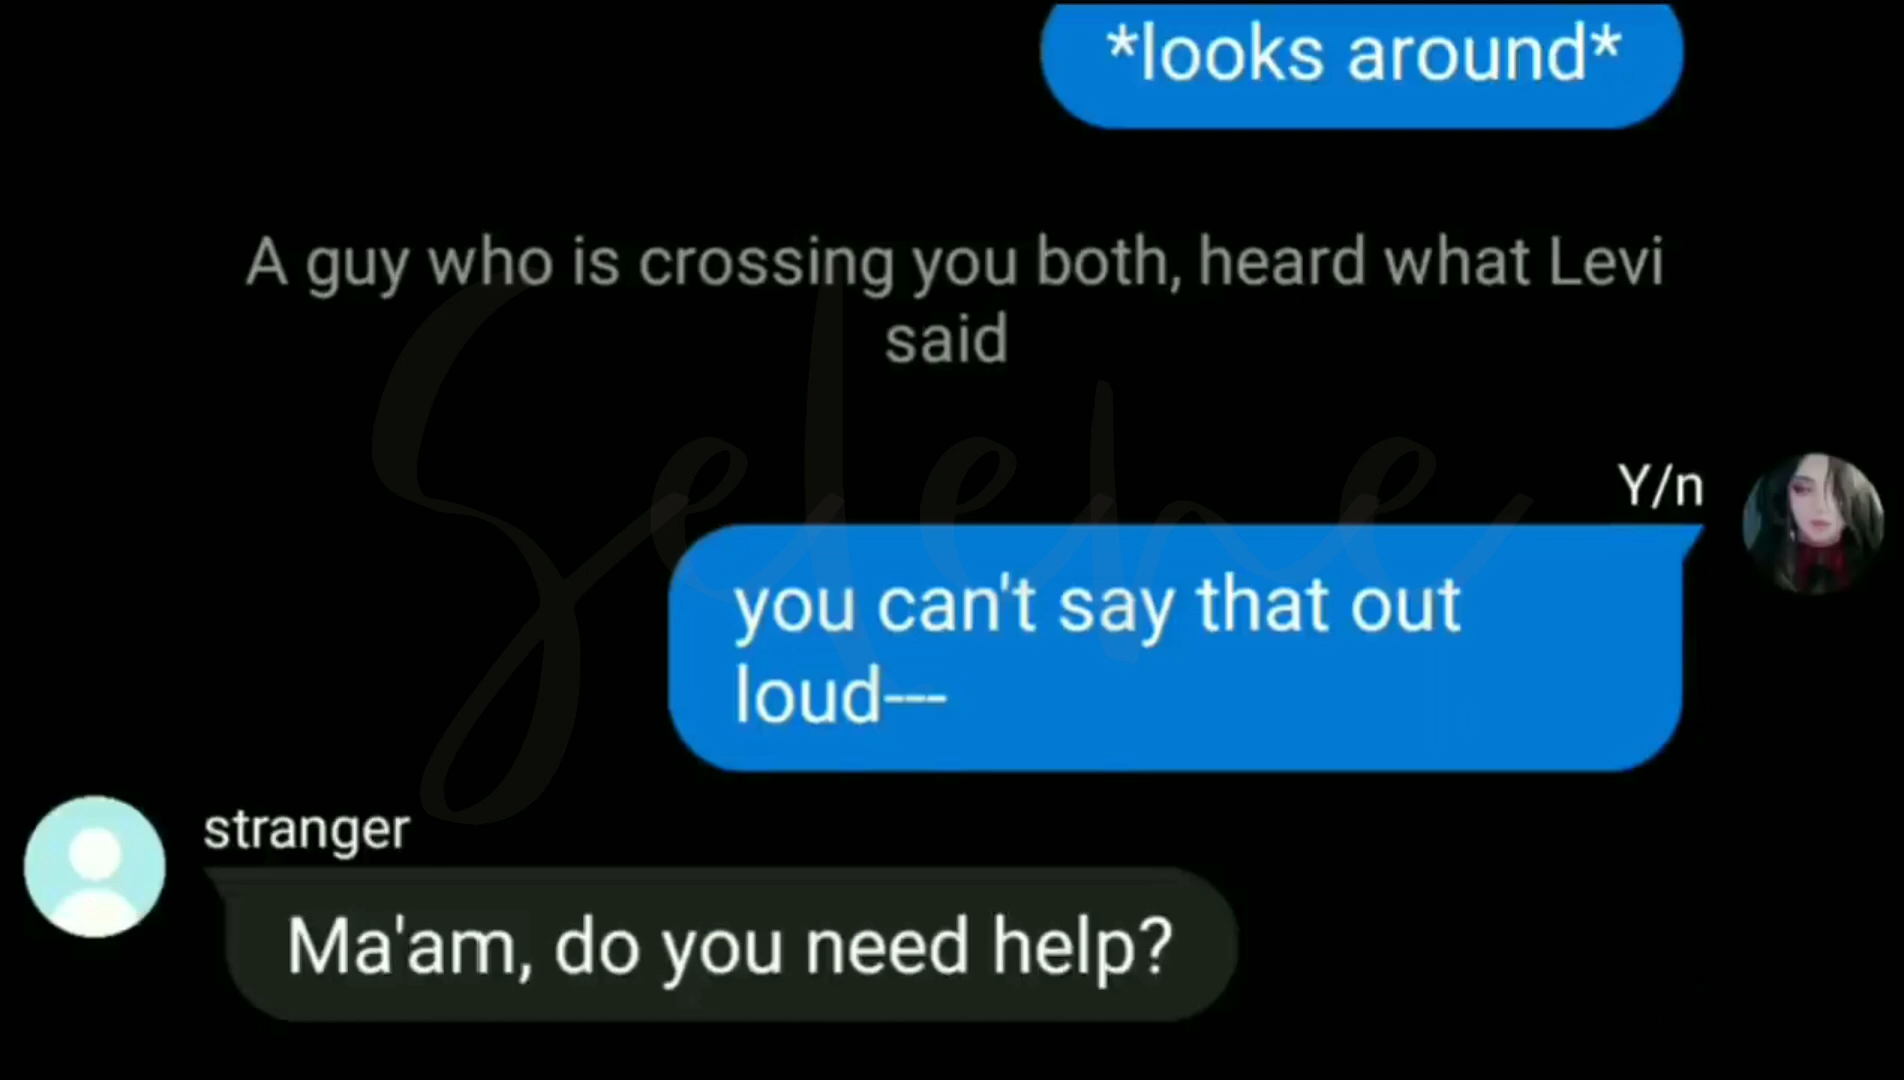 *looks around*
A guy who is crossing you both, heard what Levi
said
Y/n
you can't say that out
loud---
stranger
Ma'am, do you need help?
Selene